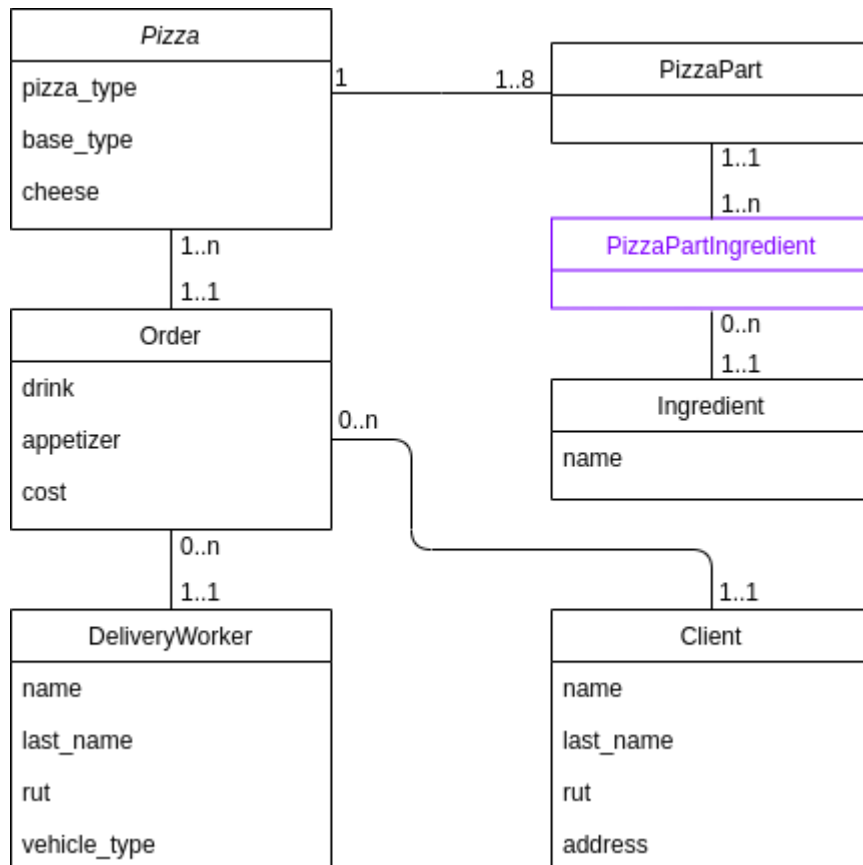 Pizza
pizza_type
base_type
cheese
1
1..8
PizzaPart
1..1
1..n
PizzaPartIngredient
0..n
1..1
Ingredient
name
1..n
1..1
Order
drink
appetizer
cost
0..n
0..n
1..1
DeliveryWorker
name
last_name
rut
vehicle_type
1..1
Client
name
last_name
rut
address